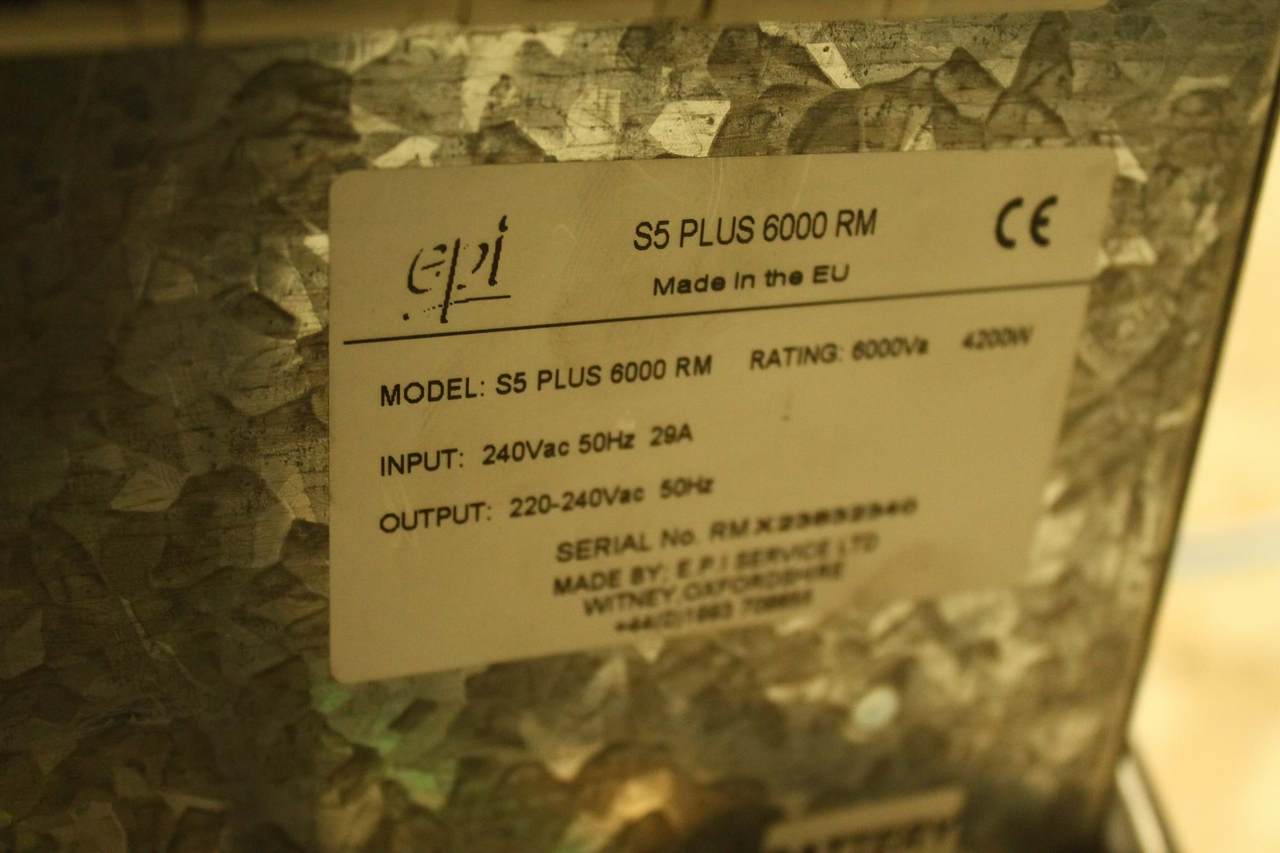 epi
S5 PLUS 6000 RM
CE
Made in the EU
MODEL: S5 PLUS 6000 RM RATING: 6000Va 4200W
INPUT: 240Vac 50Hz 29A
OUTPUT: 220-240Vac 50Hz
SERIAL No. RMX23832340
MADE BY: E.P.I SERVICE LTD
WITNEY OXFORDSHIRE